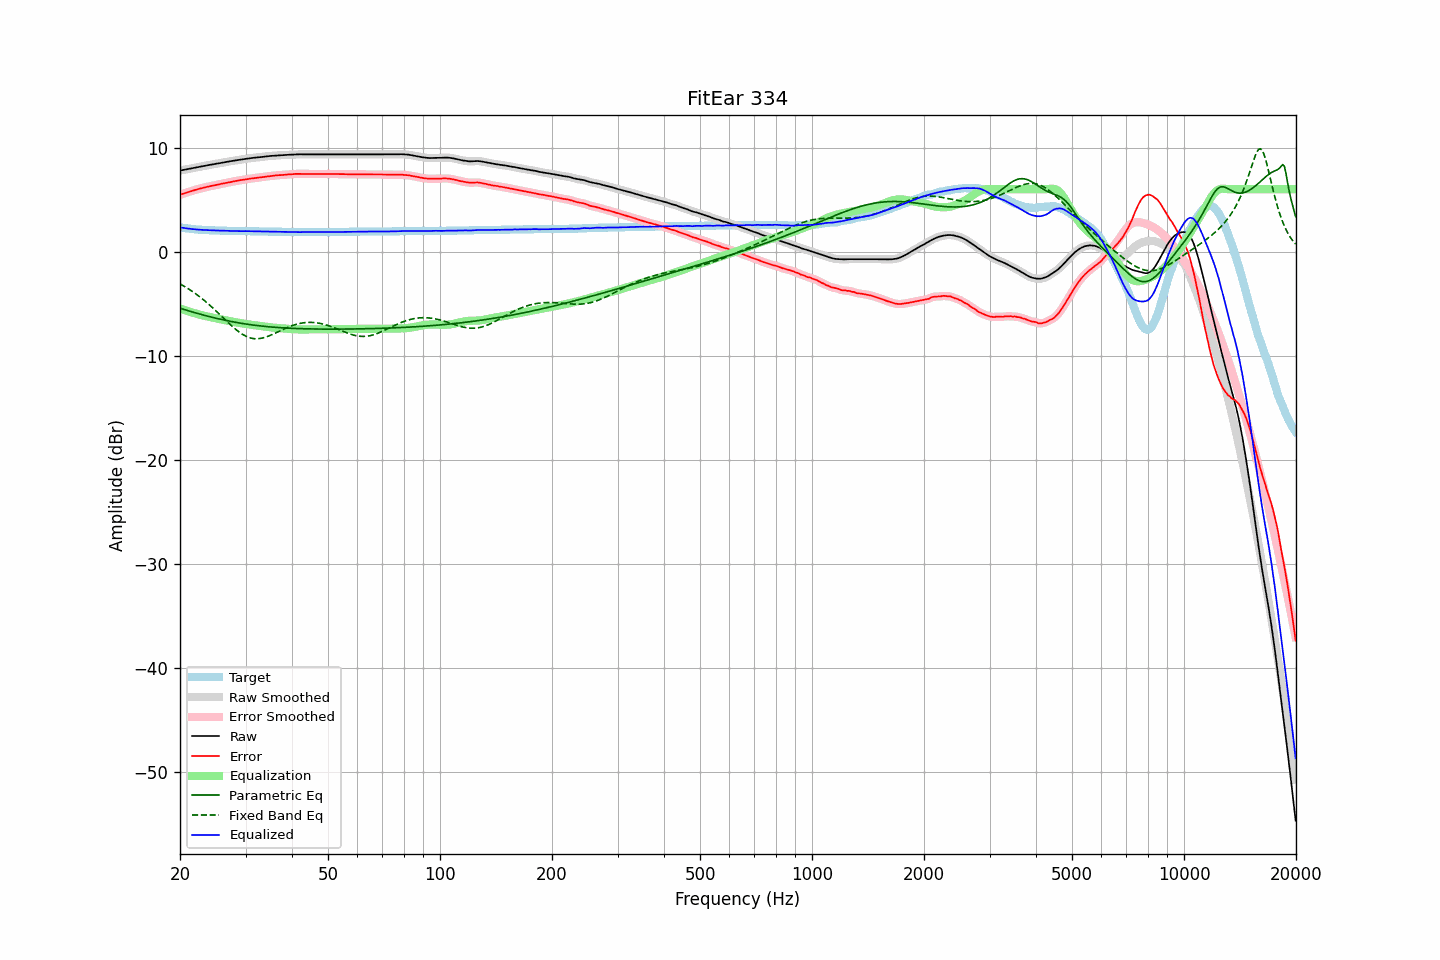 FitEar 334
Amplitude (dBr)
10
0
−10
−20
−30
−40
−50
Target
Raw Smoothed
Error Smoothed
Raw
Error
Equalization
Parametric Eq
Fixed Band Eq
Equalized
20 50 100 200 500 1000 2000 5000 10000 20000
Frequency (Hz)